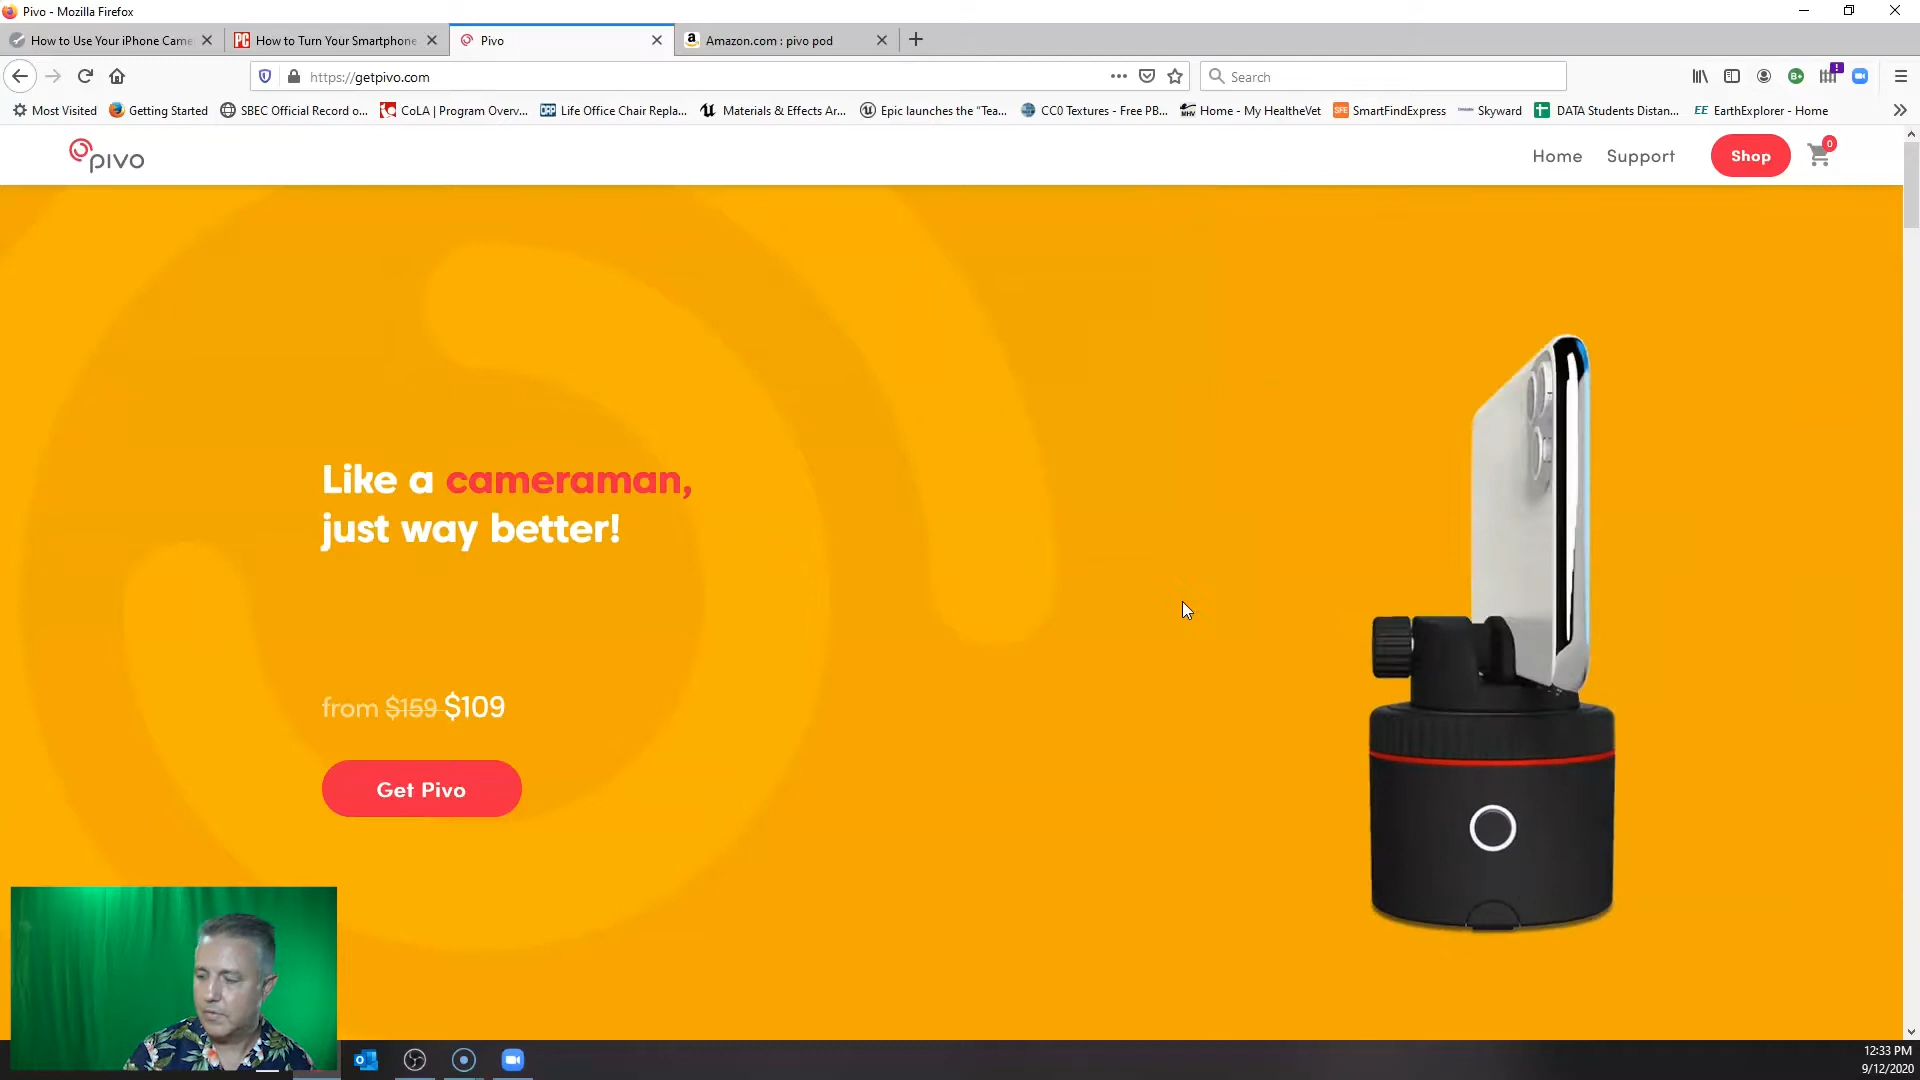 Pivo - Mozilla Firefox
How to Use Your iPhone Came
How to Turn Your Smartphone
Pivo
Amazon.com : pivo pod
https://getpivo.com
Search
Most Visited
Getting Started
SBEC Official Record o...
CoLA | Program Overv...
Life Office Chair Repla...
Materials & Effects Ar...
Epic launches the “Tea...
CC0 Textures - Free PB...
Home - My HealtheVet
SmartFindExpress
Skyward
DATA Students Distan...
EE EarthExplorer - Home
pivo
Home
Support
Shop
0
Like a cameraman,
just way better!
from $159 $109
Get Pivo
12:33 PM
9/12/2020